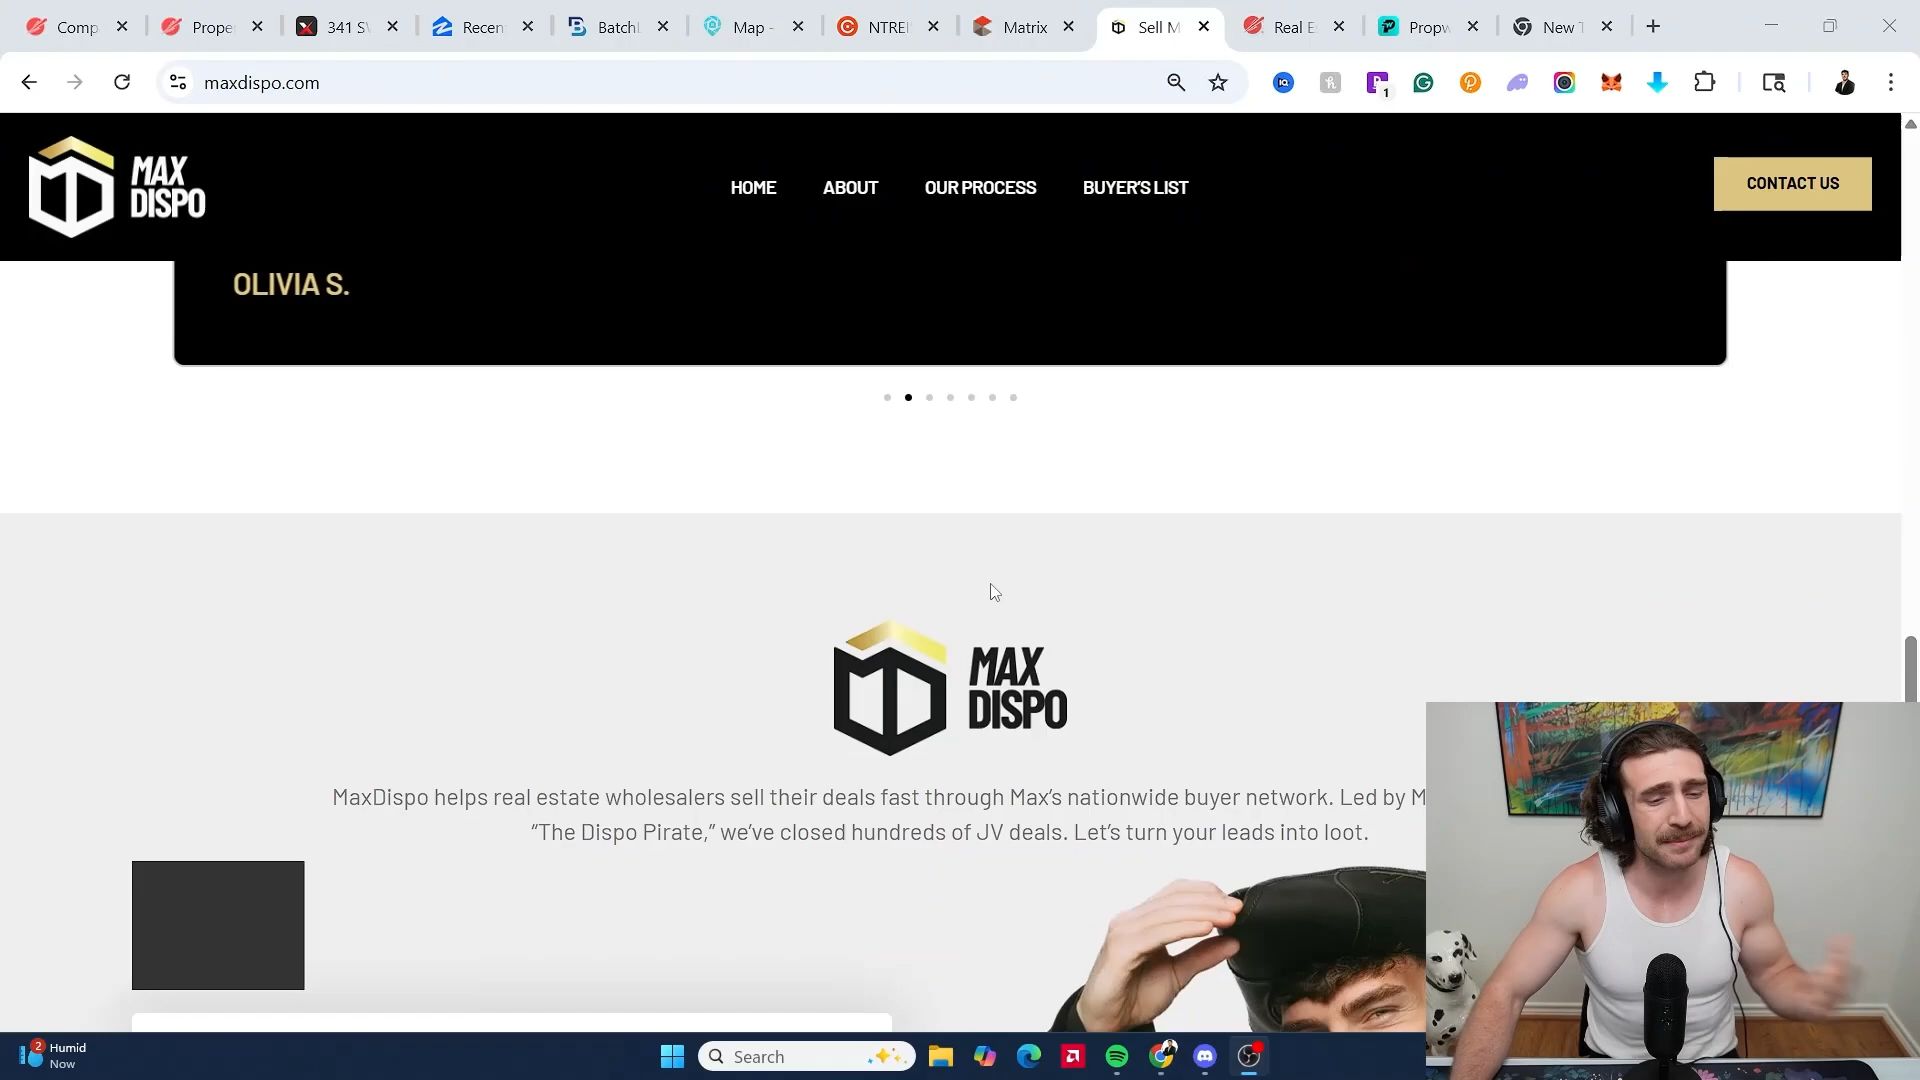 Comp
Prope
341 SW
Recen
Batch
Map -
NTREI
Matrix
Sell M
Real E
Propw
New T
maxdispo.com
1
MAX
DISPO
HOME
ABOUT
OUR PROCESS
BUYER'S LIST
CONTACT US
OLIVIA S.
MAX
DISPO
MaxDispo helps real estate wholesalers sell their deals fast through Max's nationwide buyer network. Led by M
"The Dispo Pirate," we've closed hundreds of JV deals. Let's turn your leads into loot.
2
Humid
Now
Search